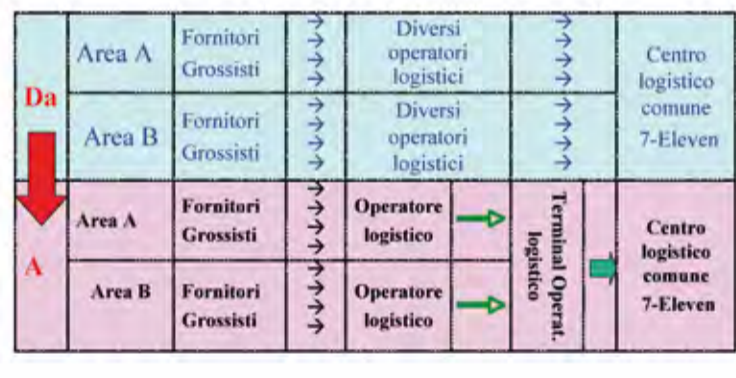 Da
Area A
Fornitori
Grossisti
Diversi
operatori
logistici
Area B
Fornitori
Grossisti
Diversi
operatori
logistici
Centro
logistico
comune
7-Eleven
A
Area A
Fornitori
Grossisti
Operatore
logistico
Area B
Fornitori
Grossisti
Operatore
logistico
Terminal Operat.
logistico
Centro
logistico
comune
7-Eleven